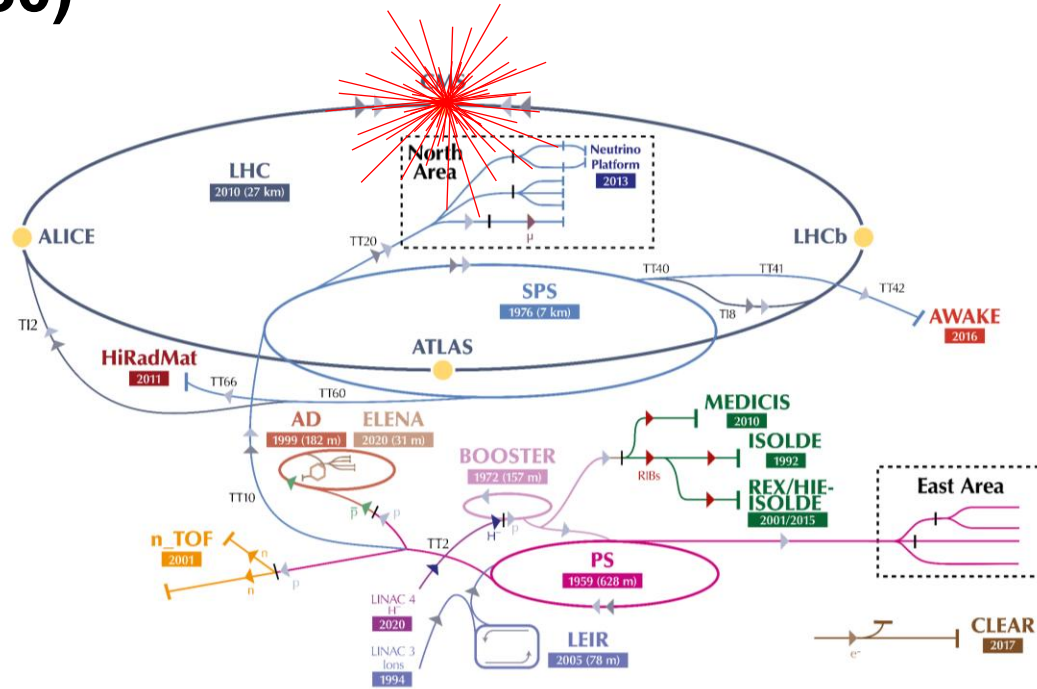 CMS
LHC
2010 (27 km)
North
Area
Neutrino
Platform
2013
μ
ALICE
LHCb
TT20
TT40
TT41
TT42
SPS
1976 (7 km)
TI8
AWAKE
2016
TI2
ATLAS
HiRadMat
2011
TT66
TT60
AD
1999 (182 m)
ELENA
2020 (31 m)
MEDICIS
2010
BOOSTER
1972 (157 m)
ISOLDE
1992
RIBs
REX/HIE-
ISOLDE
2001/2015
East Area
TT10
p̅
p
H⁻
p
TT2
n_TOF
2001
n
n
p
PS
1959 (628 m)
LINAC 4
H⁻
2020
LINAC 3
Ions
1994
LEIR
2005 (78 m)
CLEAR
2017
e⁻